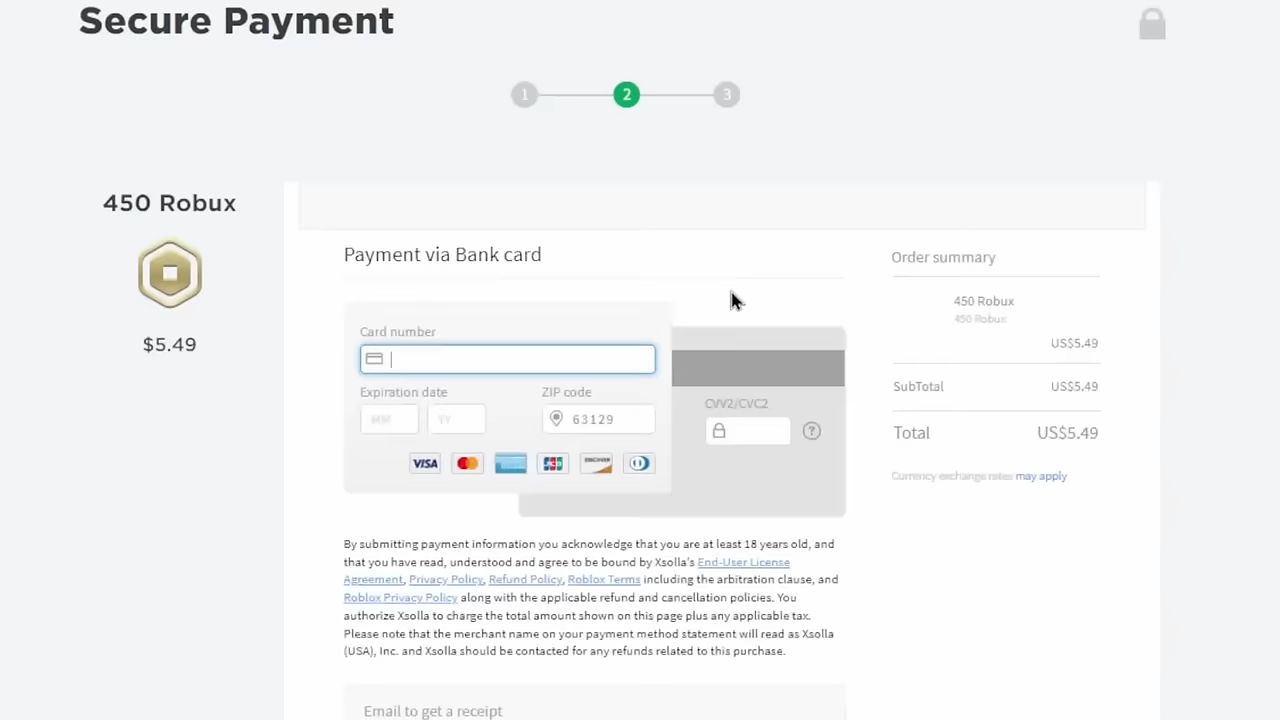 Secure Payment
1
2
3
450 Robux
$5.49
Payment via Bank card
Card number
Expiration date
ZIP code
MM
YY
63129
CVV2/CVC2
?
VISA
JCB
DISCOVER
By submitting payment information you acknowledge that you are at least 18 years old, and
that you have read, understood and agree to be bound by Xsolla's End-User License
Agreement, Privacy Policy, Refund Policy, Roblox Terms including the arbitration clause, and
Roblox Privacy Policy along with the applicable refund and cancellation policies. You
authorize Xsolla to charge the total amount shown on this page plus any applicable tax.
Please note that the merchant name on your payment method statement will read as Xsolla
(USA), Inc. and Xsolla should be contacted for any refunds related to this purchase.
Email to get a receipt
Order summary
450 Robux
450 Robux
US$5.49
SubTotal US$5.49
Total US$5.49
Currency exchange rates may apply